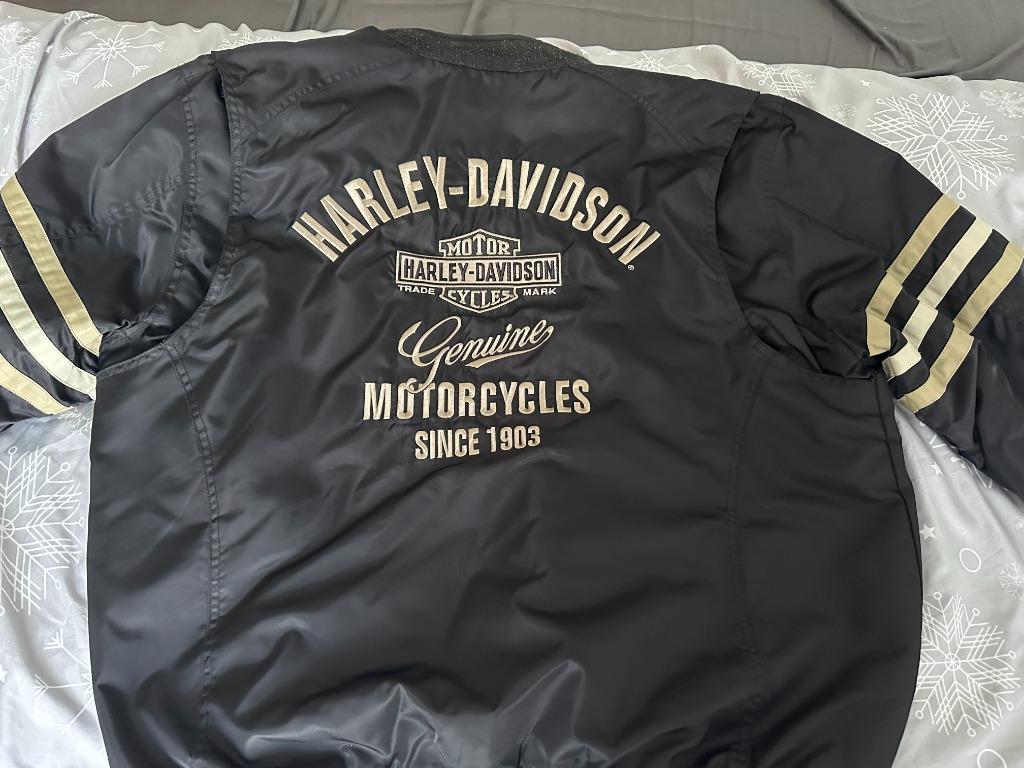 HARLEY-DAVIDSON®
MOTOR
HARLEY-DAVIDSON
TRADE CYCLES MARK
Genuine
MOTORCYCLES
SINCE 1903